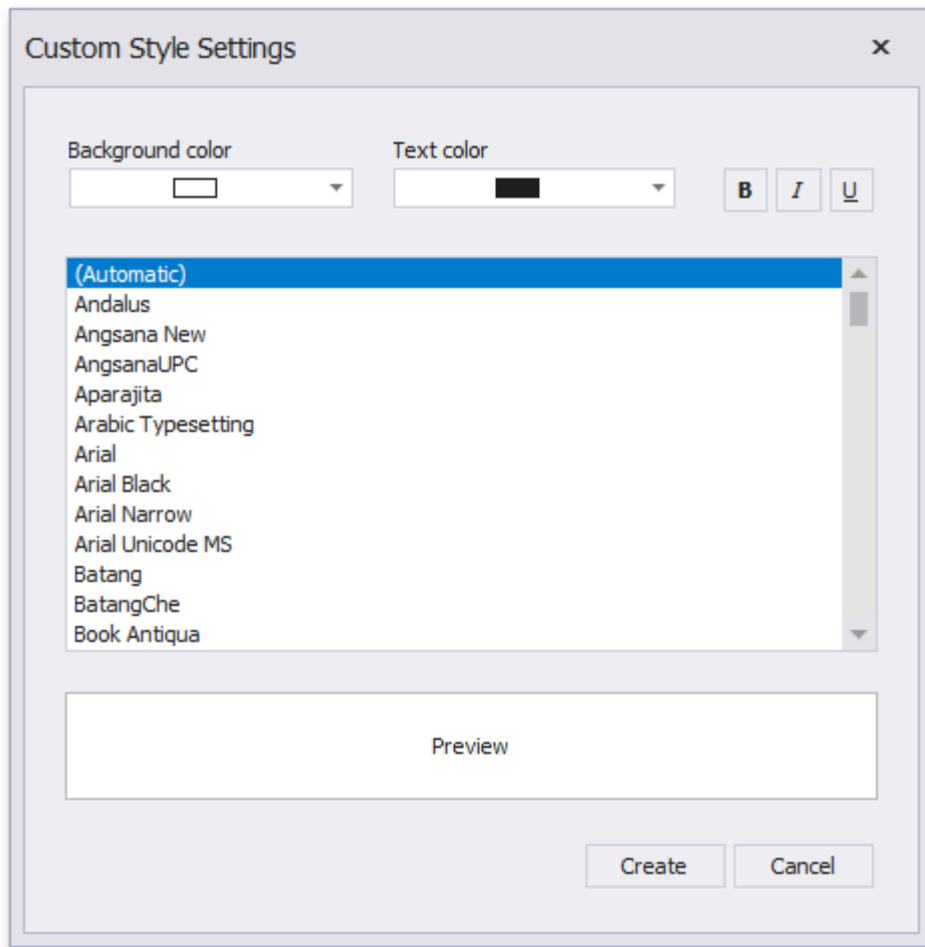 Custom Style Settings
Background color
Text color
B I U
(Automatic)
Andalus
Angsana New
AngsanaUPC
Aparajita
Arabic Typesetting
Arial
Arial Black
Arial Narrow
Arial Unicode MS
Batang
BatangChe
Book Antiqua
Preview
Create Cancel